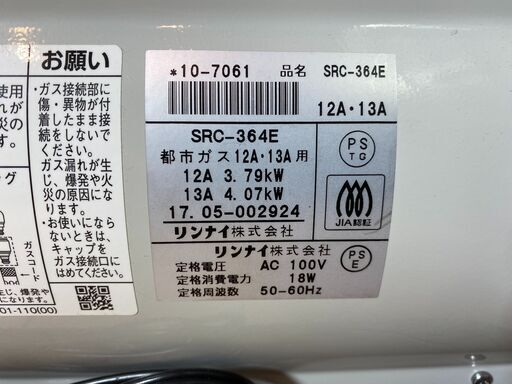 お願い
・ガス接続部に
傷・異物が付
着したまま接
続をしないで
ください。
ガス漏れが生
じ、爆発や火
災の原因にな
ります。
・お使いになら
ないときは、
キャップを
ガス接続口に
はめてください。
ガスコード
01-110(00)
*10-7061 品名 SRC-364E
12A・13A
SRC-364E
都市ガス12A・13A用
12A 3.79kW
13A 4.07kW
17.05-002924
リンナイ株式会社
PS
TG
JIA認証
リンナイ株式会社
定格電圧 AC 100V
定格消費電力 18W
定格周波数 50-60Hz
PS
E